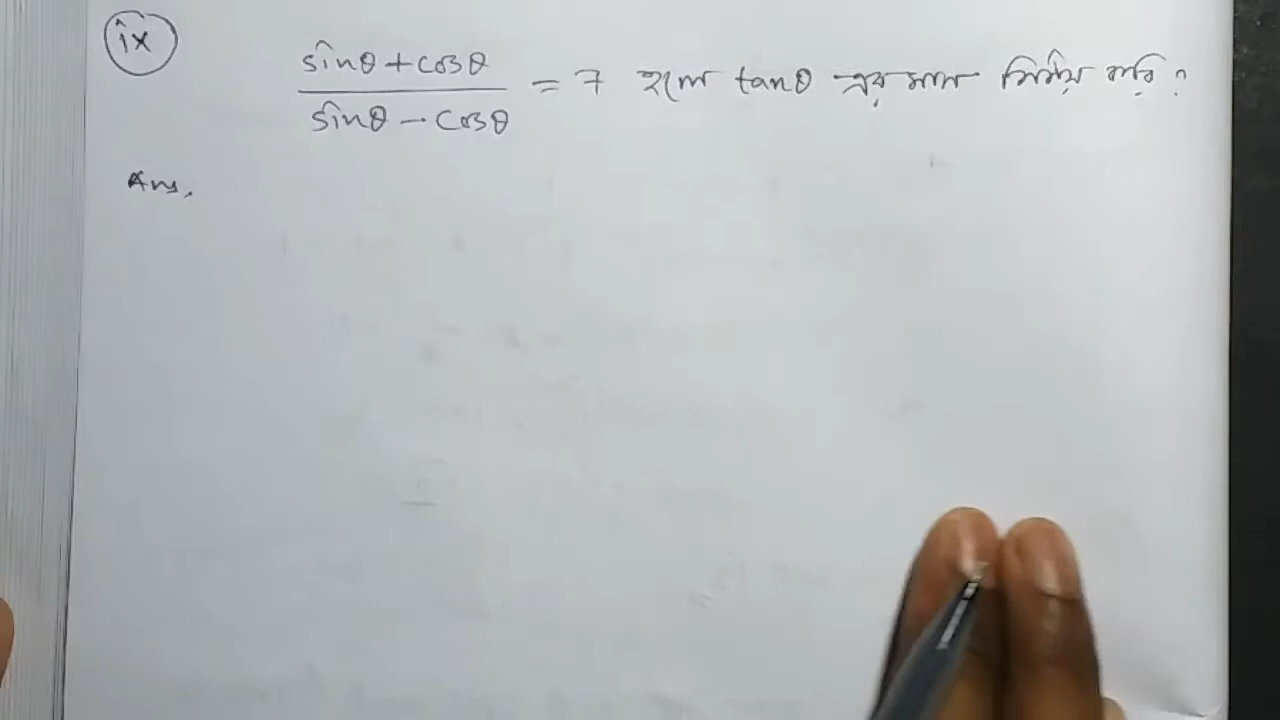 ix
sinθ + cosθ / sinθ - cosθ = 7 হলে tanθ এর মান নির্ণয় করি?
Ans,